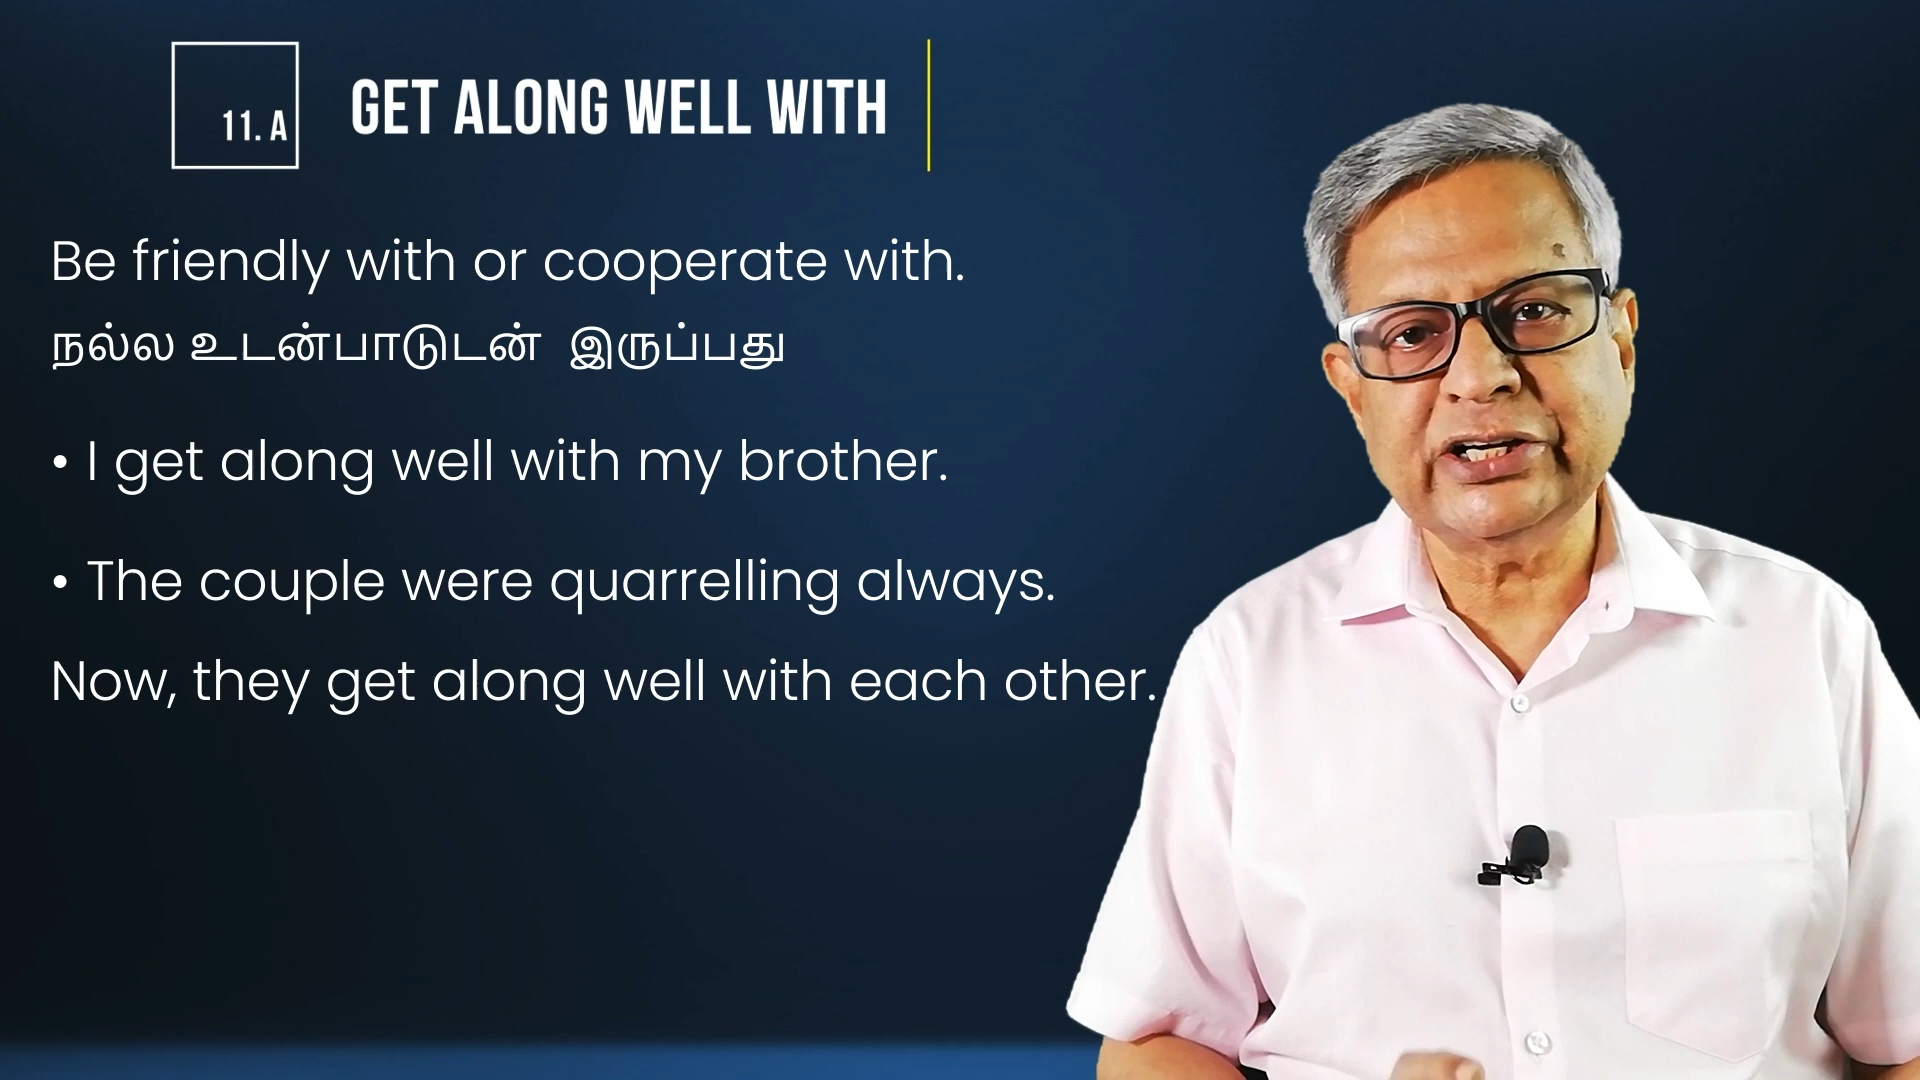 11. A
GET ALONG WELL WITH
Be friendly with or cooperate with.
நல்ல உடன்பாடுடன் இருப்பது
• I get along well with my brother.
• The couple were quarrelling always.
Now, they get along well with each other.